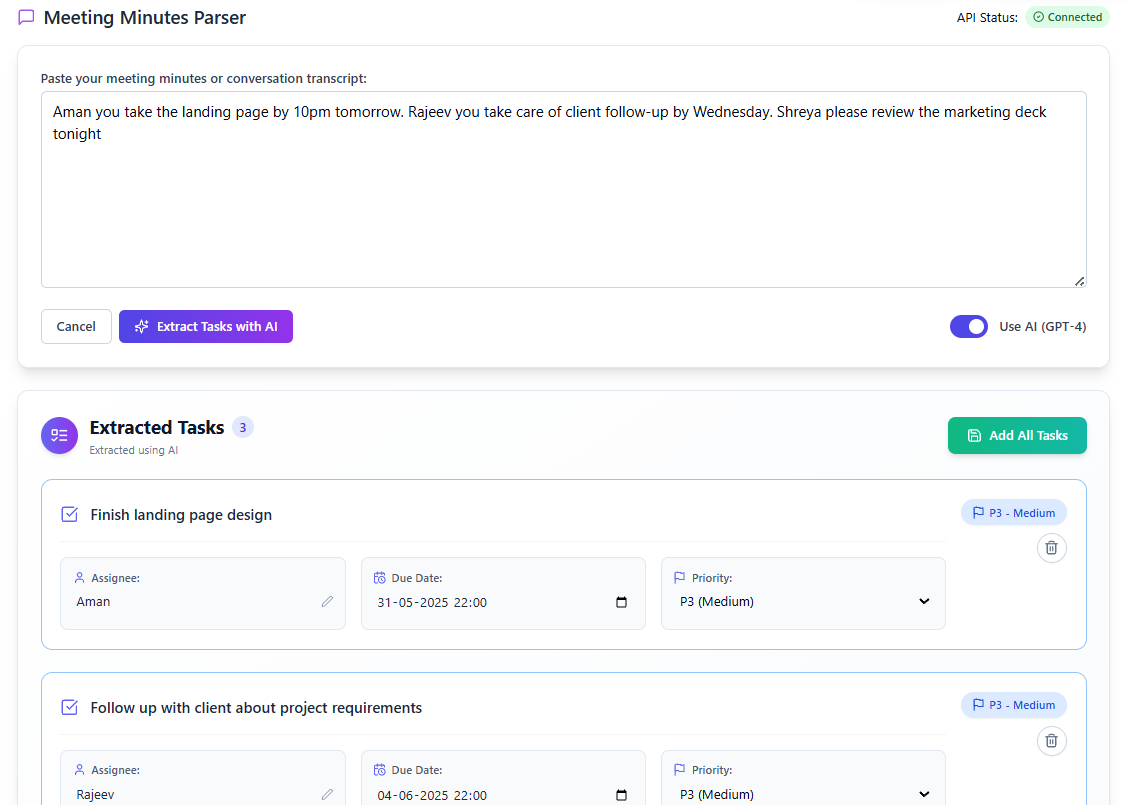 Meeting Minutes Parser
API Status: Connected
Paste your meeting minutes or conversation transcript:
Aman you take the landing page by 10pm tomorrow. Rajeev you take care of client follow-up by Wednesday. Shreya please review the marketing deck
tonight
Cancel
Extract Tasks with AI
Use AI (GPT-4)
Extracted Tasks 3
Extracted using AI
Add All Tasks
Finish landing page design
P3 - Medium
Assignee:
Aman
Due Date:
31-05-2025 22:00
Priority:
P3 (Medium)
Follow up with client about project requirements
P3 - Medium
Assignee:
Rajeev
Due Date:
04-06-2025 22:00
Priority:
P3 (Medium)